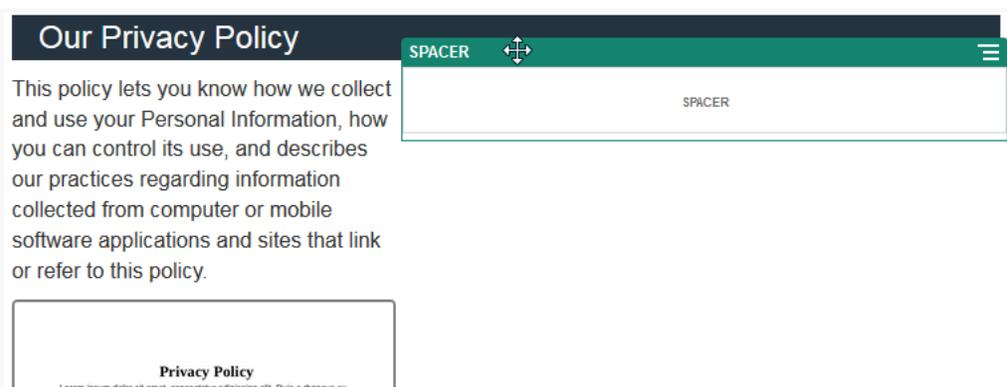 Our Privacy Policy
SPACER
SPACER
This policy lets you know how we collect
and use your Personal Information, how
you can control its use, and describes
our practices regarding information
collected from computer or mobile
software applications and sites that link
or refer to this policy.
Privacy Policy